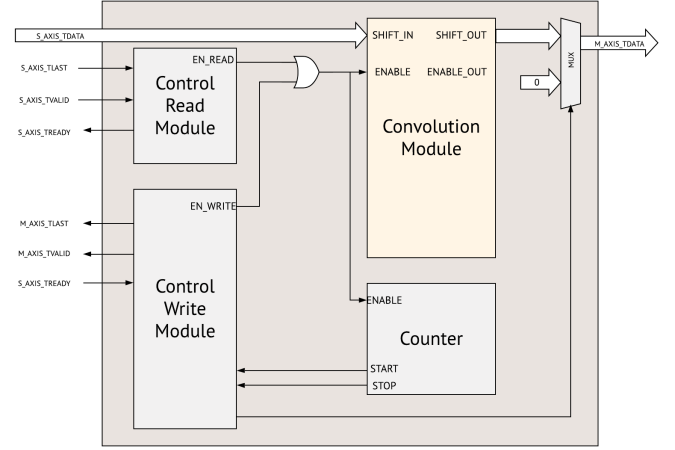 S_AXIS_TDATA
SHIFT_IN
SHIFT_OUT
MUX
M_AXIS_TDATA
EN_READ
S_AXIS_TLAST
ENABLE
ENABLE_OUT
0
Control
Read
Module
S_AXIS_TVALID
S_AXIS_TREADY
Convolution
Module
EN_WRITE
M_AXIS_TLAST
M_AXIS_TVALID
S_AXIS_TREADY
Control
Write
Module
ENABLE
Counter
START
STOP